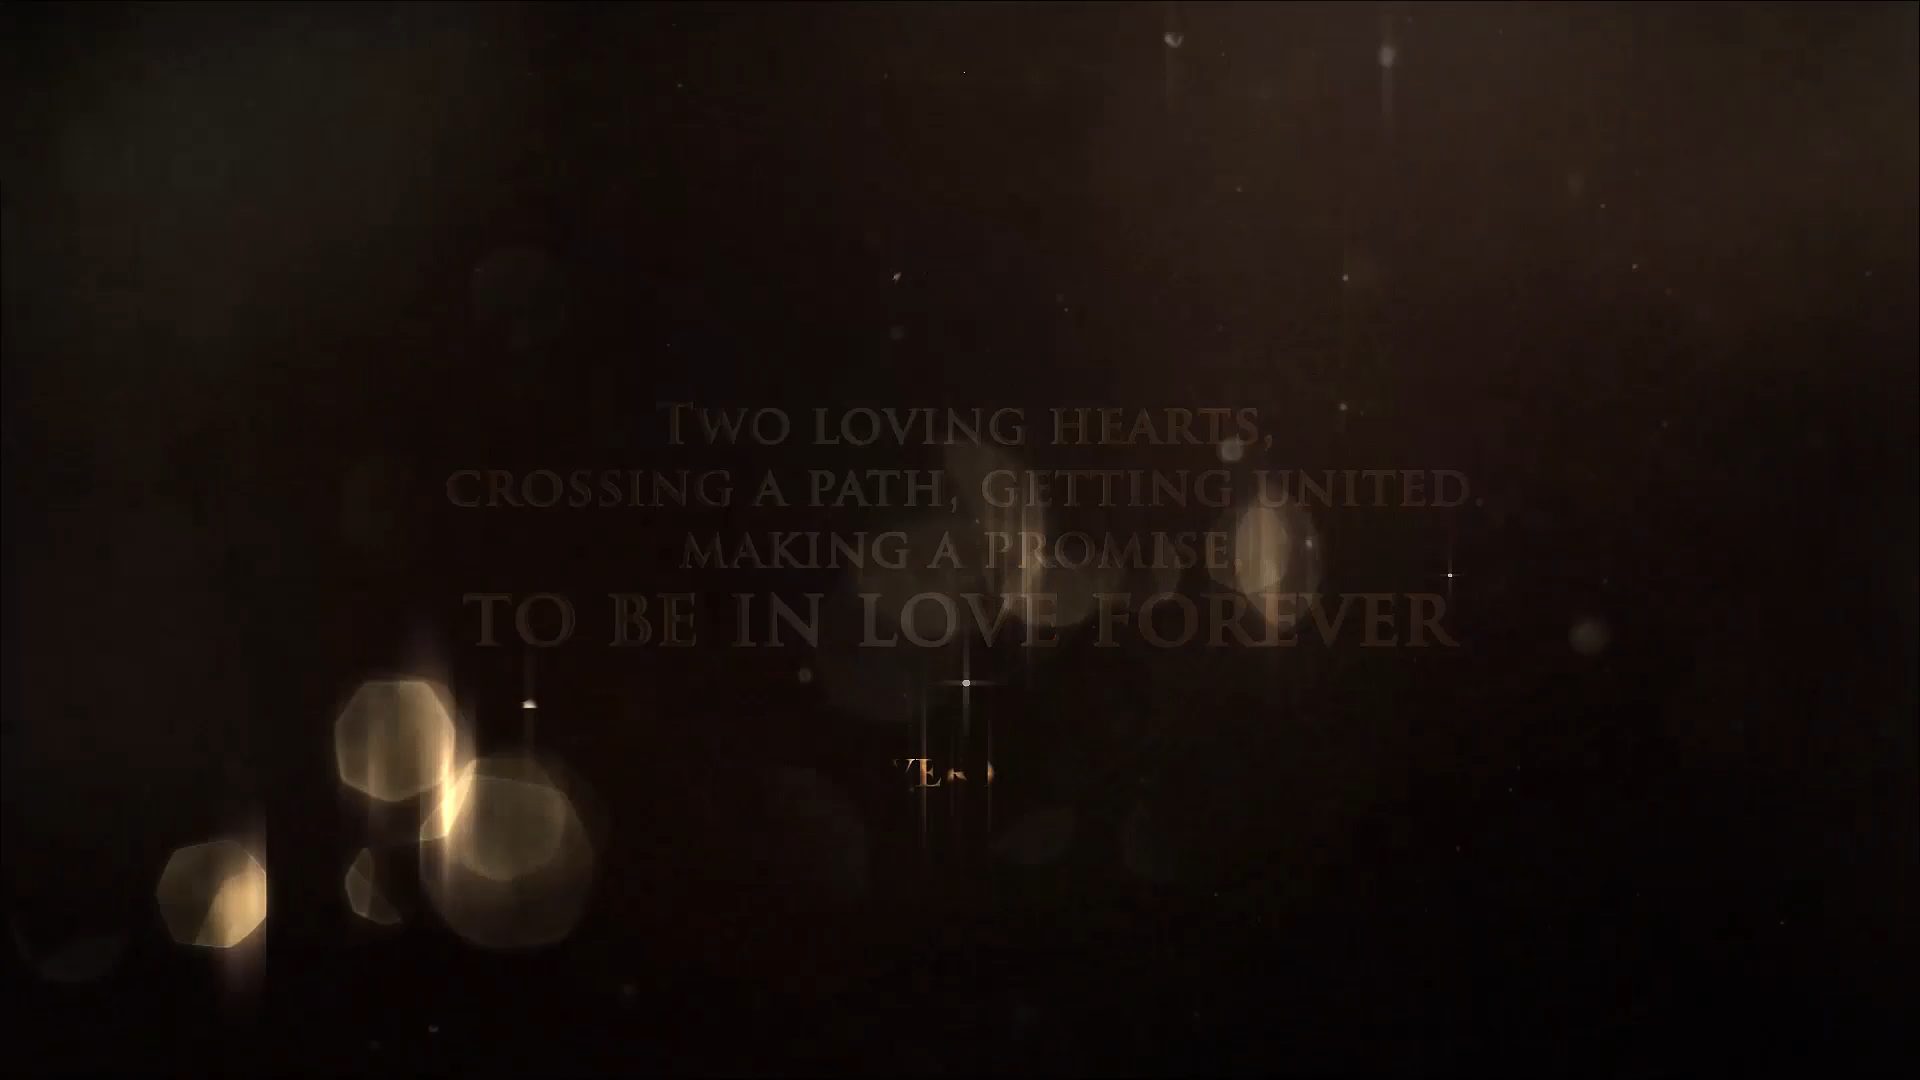 Two loving hearts,
crossing a path, getting united.
making a promise,
TO BE IN LOVE FOREVER